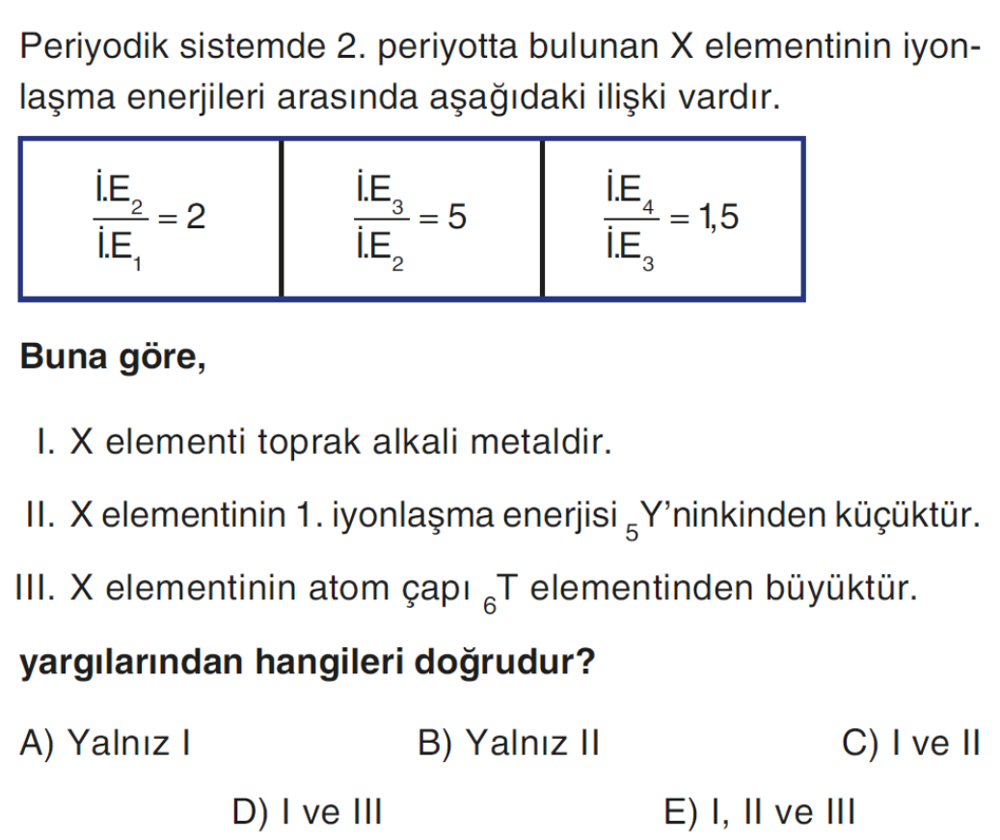 Periyodik sistemde 2. periyotta bulunan X elementinin iyon-
laşma enerjileri arasında aşağıdaki ilişki vardır.
İ.E₂/İ.E₁ = 2 İ.E₃/İ.E₂ = 5 İ.E₄/İ.E₃ = 1,5
Buna göre,
I. X elementi toprak alkali metaldir.
II. X elementinin 1. iyonlaşma enerjisi ₅Y’ninkinden küçüktür.
III. X elementinin atom çapı ₆T elementinden büyüktür.
yargılarından hangileri doğrudur?
A) Yalnız I B) Yalnız II C) I ve II
D) I ve III E) I, II ve III